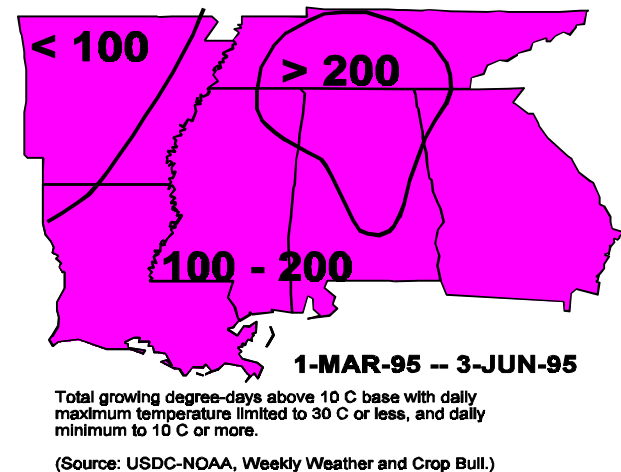 < 100
> 200
100 - 200
1-MAR-95 -- 3-JUN-95
Total growing degree-days above 10 C base with daily
maximum temperature limited to 30 C or less, and daily
minimum to 10 C or more.
(Source: USDC-NOAA, Weekly Weather and Crop Bull.)